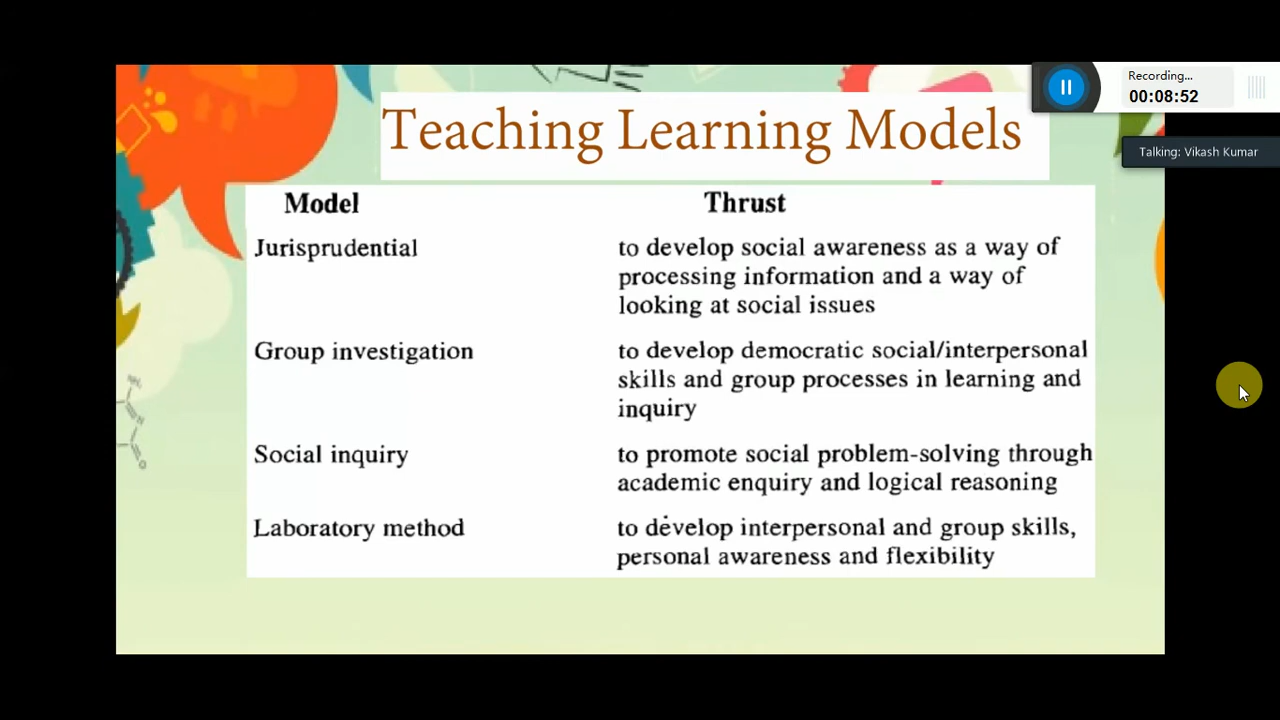 Recording...
00:08:52
Talking: Vikash Kumar
Teaching Learning Models
Model Thrust
Jurisprudential to develop social awareness as a way of
processing information and a way of
looking at social issues
Group investigation to develop democratic social/interpersonal
skills and group processes in learning and
inquiry
Social inquiry to promote social problem-solving through
academic enquiry and logical reasoning
Laboratory method to develop interpersonal and group skills,
personal awareness and flexibility